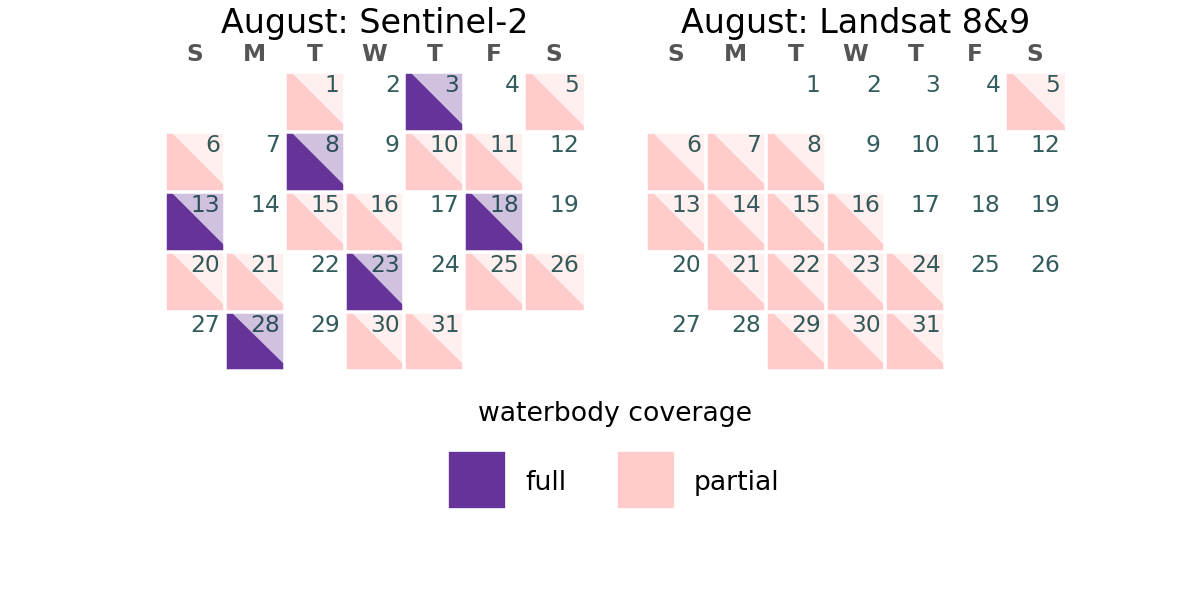 August: Sentinel-2
S M T W T F S
1 2 3 4 5
6 7 8 9 10 11 12
13 14 15 16 17 18 19
20 21 22 23 24 25 26
27 28 29 30 31
August: Landsat 8&9
S M T W T F S
1 2 3 4 5
6 7 8 9 10 11 12
13 14 15 16 17 18 19
20 21 22 23 24 25 26
27 28 29 30 31
waterbody coverage
full partial